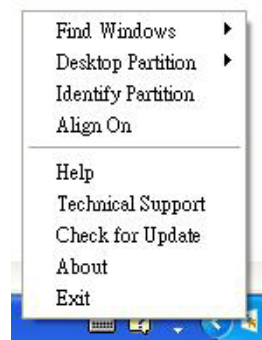 Find Windows
Desktop Partition
Identify Partition
Align On
Help
Technical Support
Check for Update
About
Exit